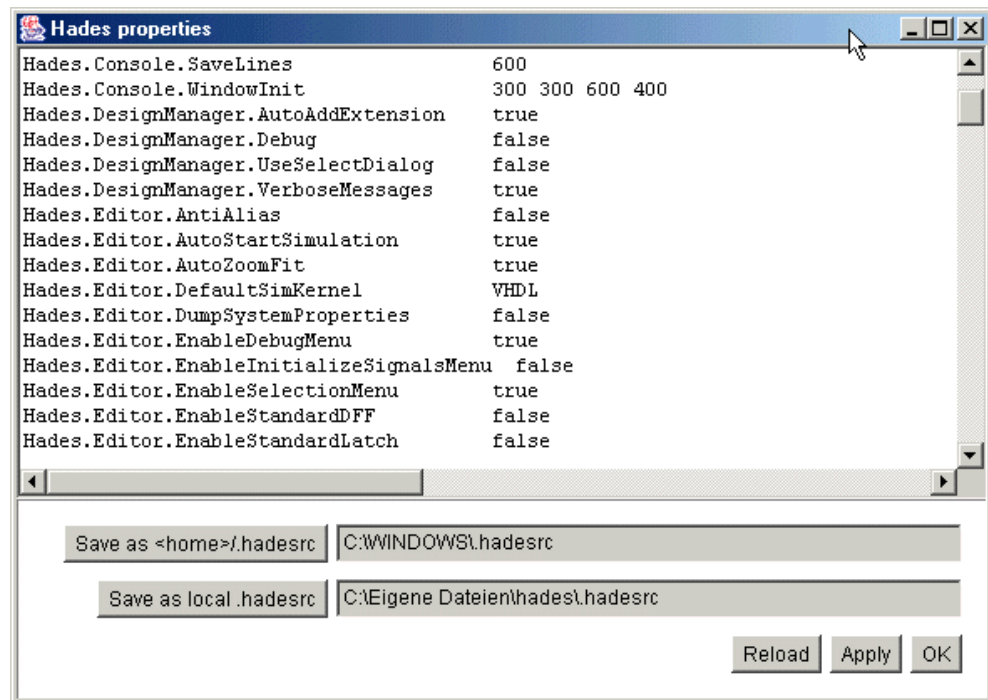 Hades properties
Hades.Console.SaveLines 600
Hades.Console.WindowInit 300 300 600 400
Hades.DesignManager.AutoAddExtension true
Hades.DesignManager.Debug false
Hades.DesignManager.UseSelectDialog false
Hades.DesignManager.VerboseMessages true
Hades.Editor.AntiAlias false
Hades.Editor.AutoStartSimulation true
Hades.Editor.AutoZoomFit true
Hades.Editor.DefaultSimKernel VHDL
Hades.Editor.DumpSystemProperties false
Hades.Editor.EnableDebugMenu true
Hades.Editor.EnableInitializeSignalsMenu false
Hades.Editor.EnableSelectionMenu true
Hades.Editor.EnableStandardDFF false
Hades.Editor.EnableStandardLatch false
Save as <home>/.hadesrc C:\WINDOWS\.hadesrc
Save as local .hadesrc C:\Eigene Dateien\hades\.hadesrc
Reload Apply OK